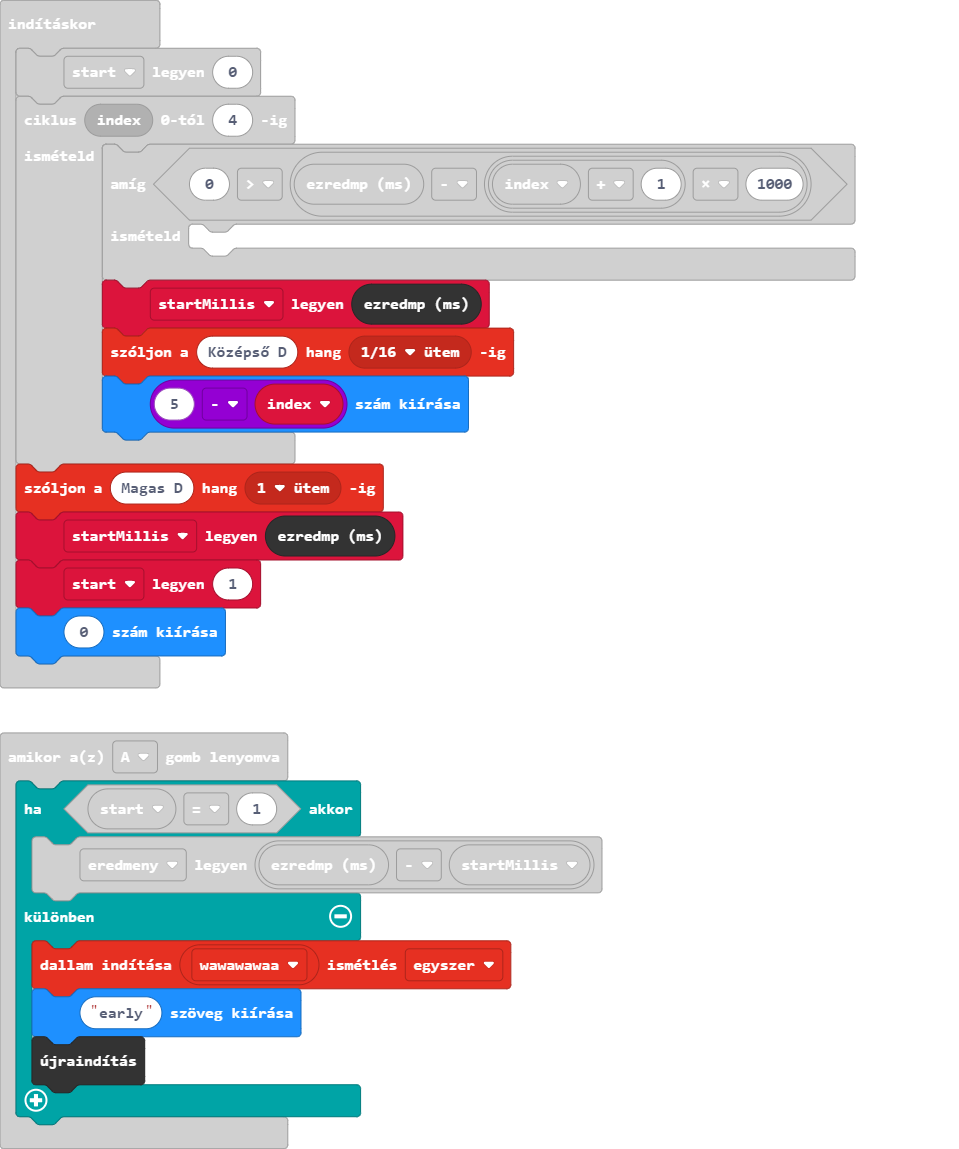 indításkor
start legyen 0
ciklus index 0-tól 4 -ig
ismételd
amíg 0 > ezredmp (ms) - index + 1 × 1000
ismételd
startMillis legyen ezredmp (ms)
szóljon a Középső D hang 1/16 ütem -ig
5 - index szám kiírása
szóljon a Magas D hang 1 ütem -ig
startMillis legyen ezredmp (ms)
start legyen 1
0 szám kiírása
amikor a(z) A gomb lenyomva
ha start = 1 akkor
eredmeny legyen ezredmp (ms) - startMillis
különben
dallam indítása wawawawaa ismétlés egyszer
"early" szöveg kiírása
újraindítás